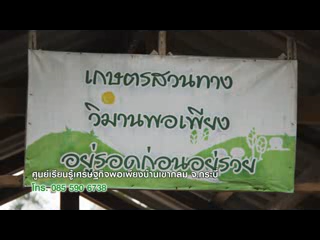 เกษตรสวนทาง
วิมานพอเพียง
อยู่รอดก่อนอยู่รวย
ศูนย์เรียนรู้เศรษฐกิจพอเพียงบ้านเขากลม จ.กระบี่
โทร. 085 590 6738